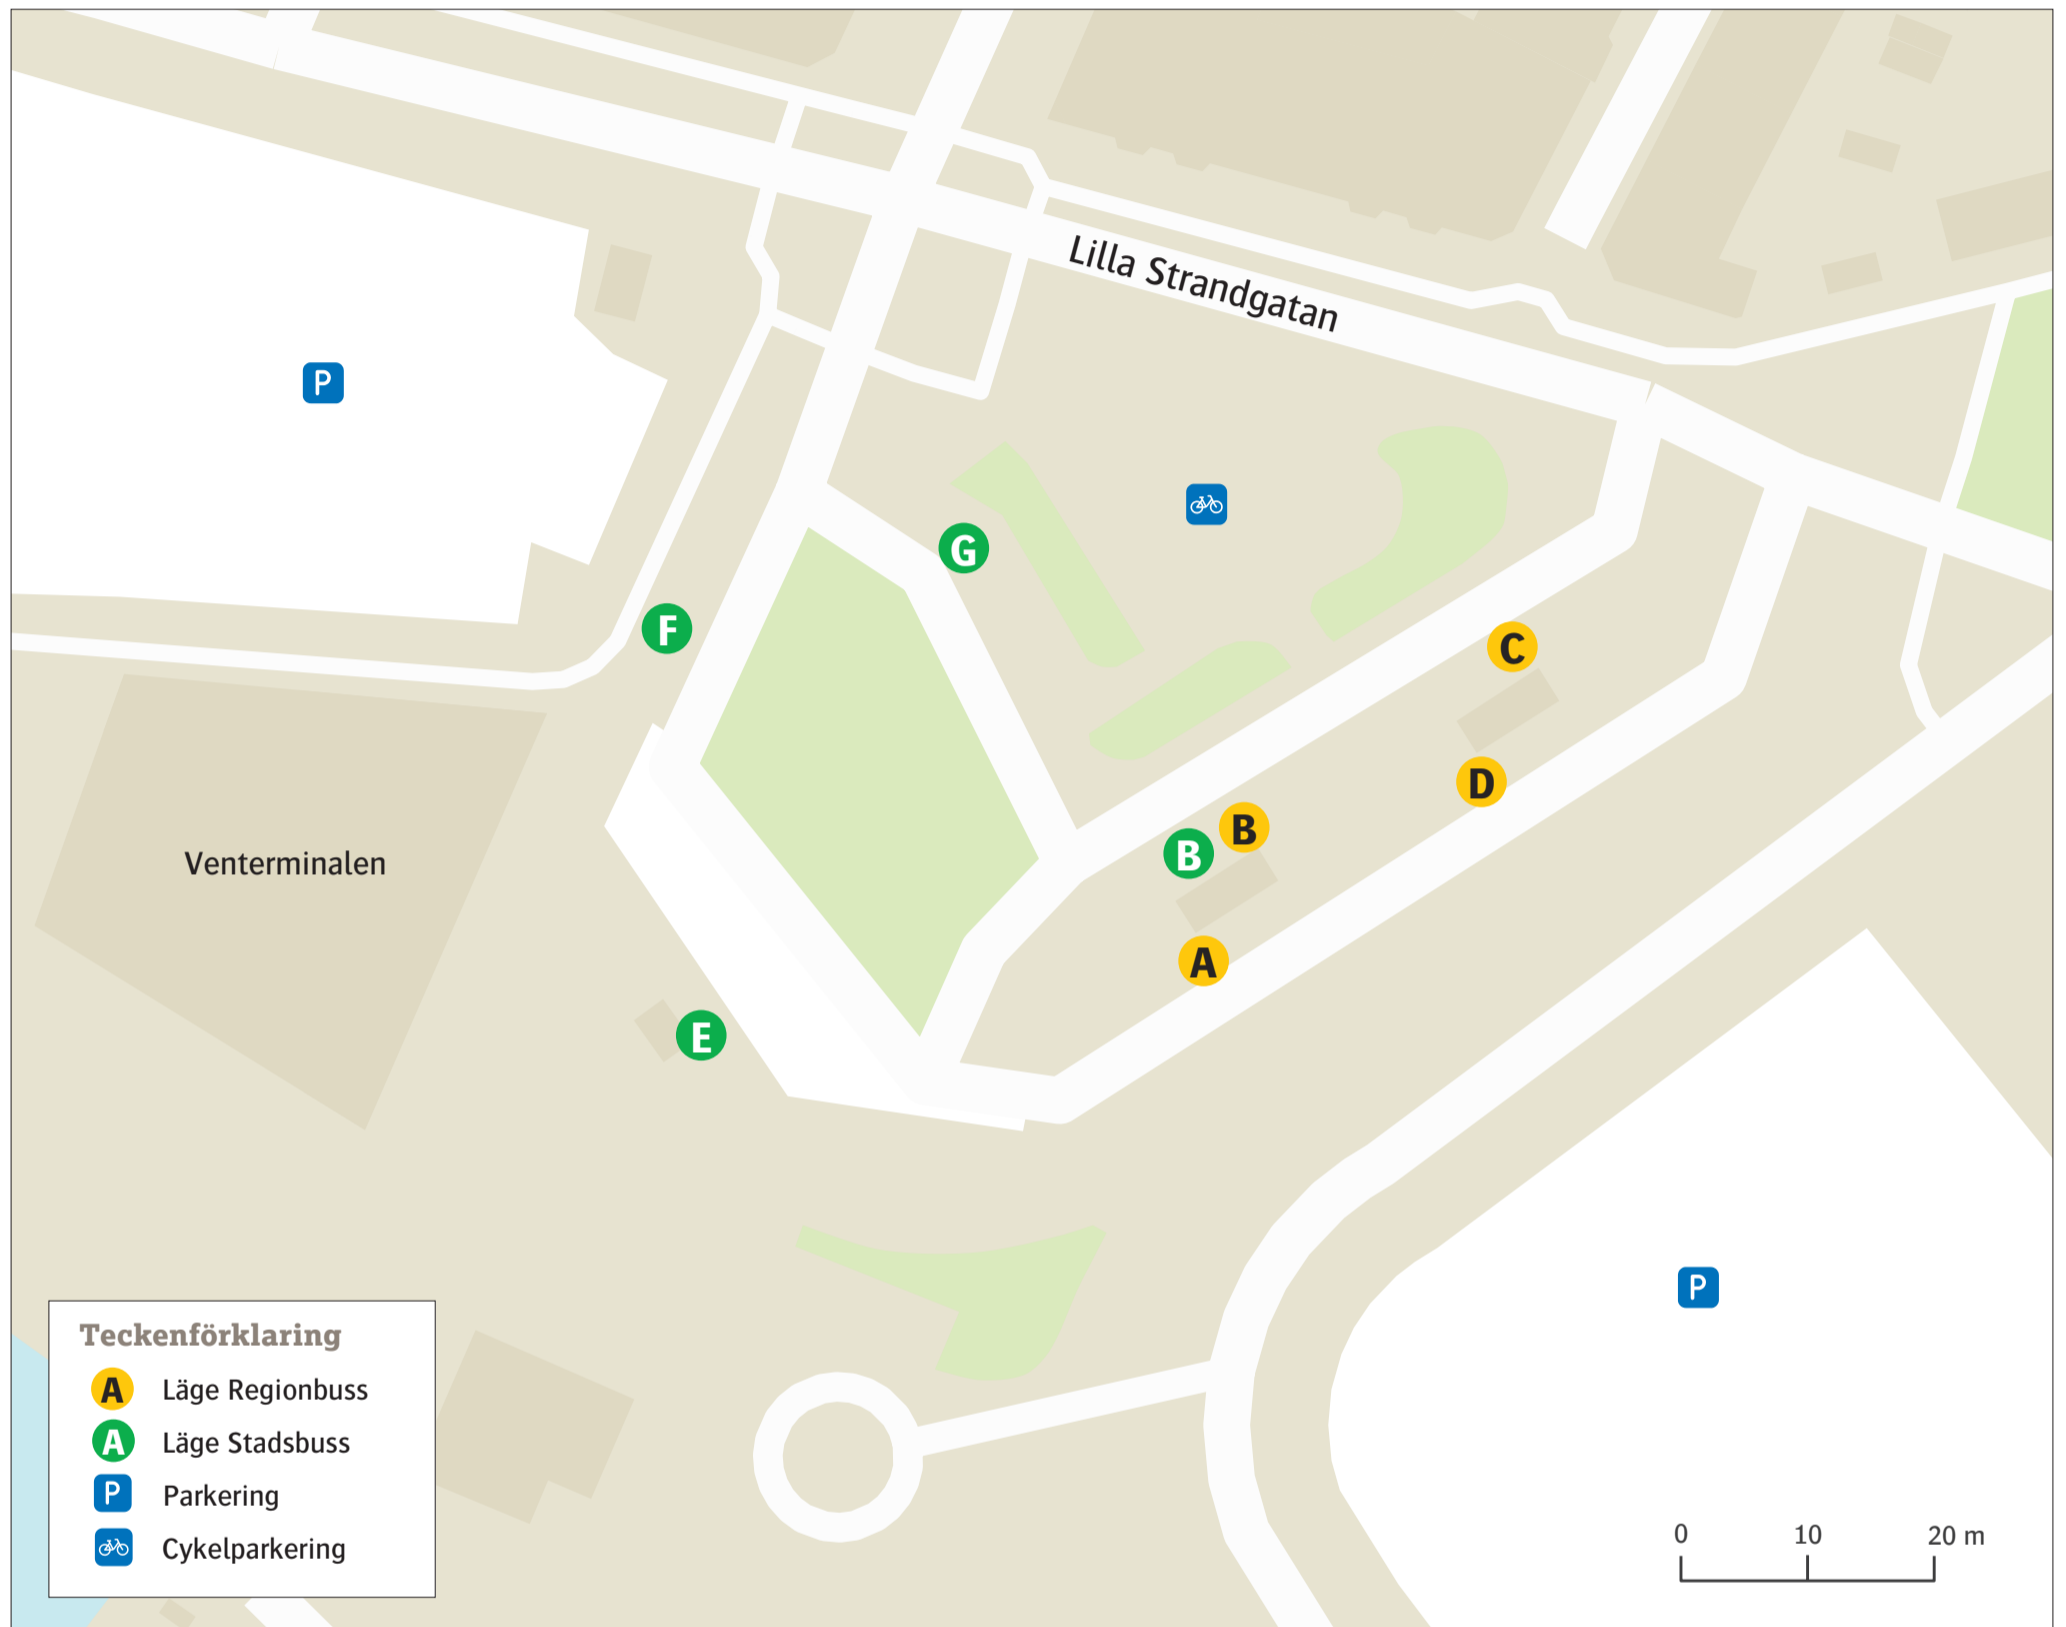 Lilla Strandgatan
P
G
F
C
D
B
B
A
E
Venterminalen
P
Teckenförklaring
A Läge Regionbuss
A Läge Stadsbuss
P Parkering
Cykelparkering
0 10 20 m